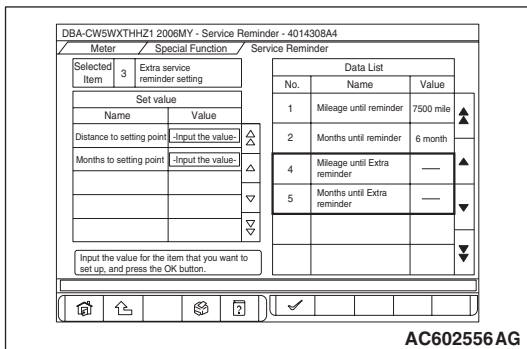 DBA-CW5WXTHHZ1 2006MY - Service Reminder - 4014308A4
Meter / Special Function / Service Reminder
Selected Item 3 Extra service reminder setting
Set value
Name Value
Distance to setting point -Input the value-
Months to setting point -Input the value-
Input the value for the item that you want to
set up, and press the OK button.
Data List
No. Name Value
1 Mileage until reminder 7500 mile
2 Months until reminder 6 month
4 Mileage until Extra reminder —
5 Months until Extra reminder —
?
AC602556AG